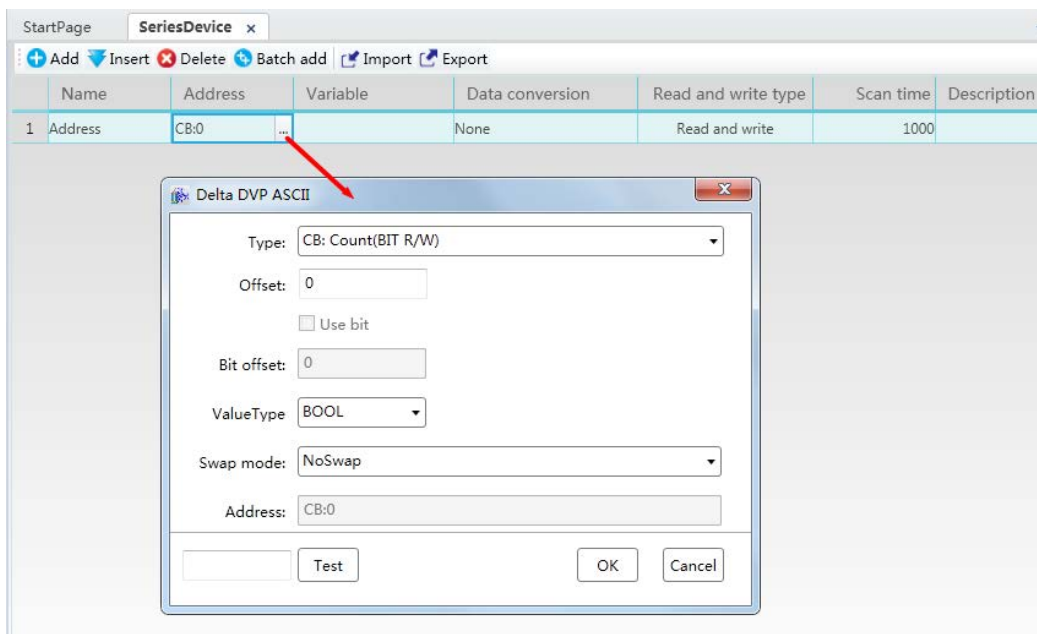 StartPage SeriesDevice x
Add Insert Delete Batch add Import Export
Name Address Variable Data conversion Read and write type Scan time Description
1 Address CB:0 ... None Read and write 1000
Delta DVP ASCII
Type: CB: Count(BIT R/W)
Offset: 0
Use bit
Bit offset: 0
ValueType BOOL
Swap mode: NoSwap
Address: CB:0
Test OK Cancel